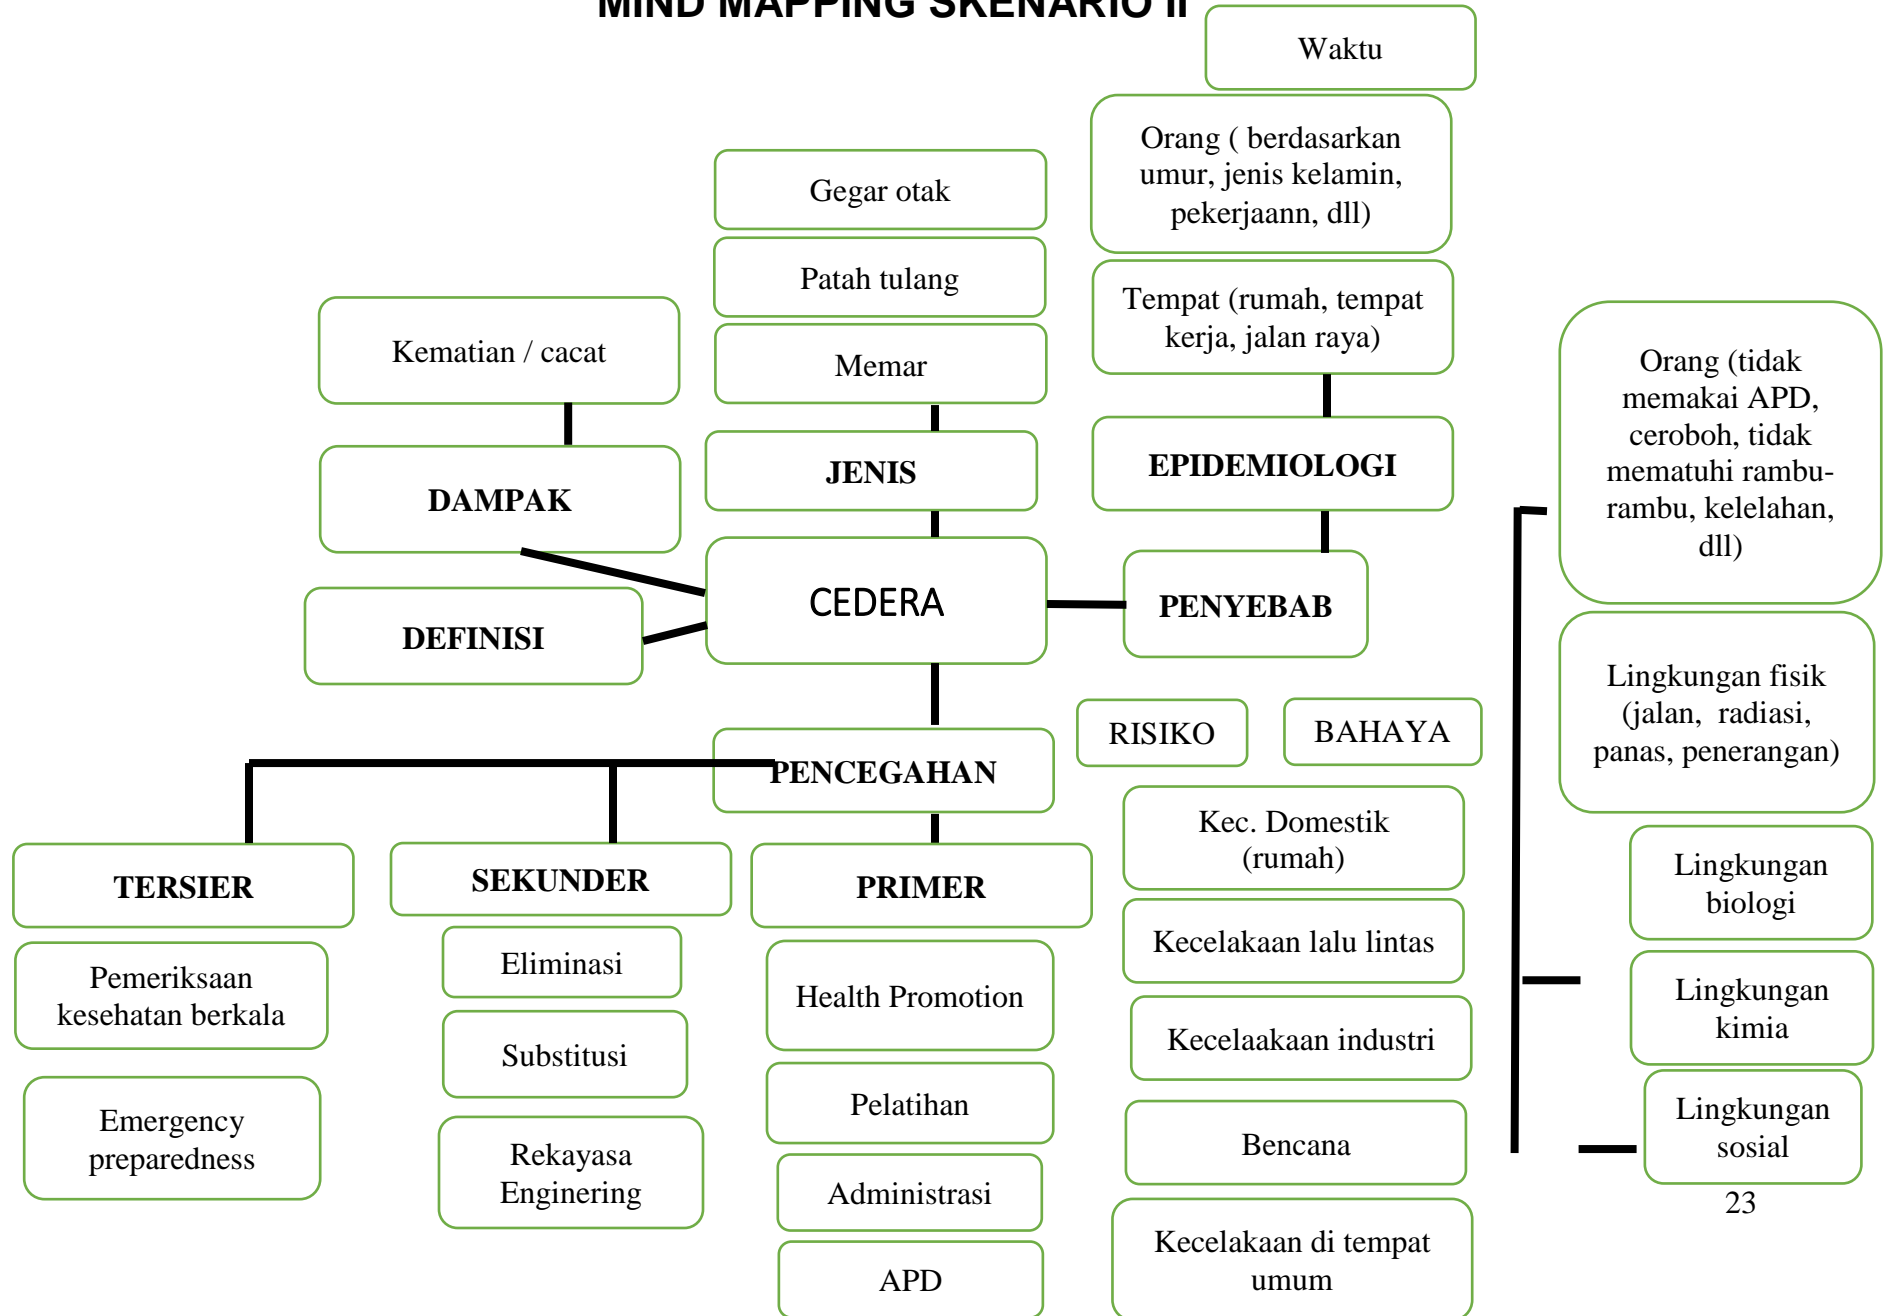 MIND MAPPING SKENARIO II
Waktu
Orang ( berdasarkan
umur, jenis kelamin,
pekerjaann, dll)
Tempat (rumah, tempat
kerja, jalan raya)
EPIDEMIOLOGI
Gegar otak
Patah tulang
Memar
JENIS
Kematian / cacat
DAMPAK
DEFINISI
CEDERA
PENYEBAB
Orang (tidak
memakai APD,
ceroboh, tidak
mematuhi rambu-
rambu, kelelahan,
dll)
Lingkungan fisik
(jalan, radiasi,
panas, penerangan)
Lingkungan
biologi
Lingkungan
kimia
Lingkungan
sosial
RISIKO
BAHAYA
Kec. Domestik
(rumah)
Kecelakaan lalu lintas
Kecelaakaan industri
Bencana
Kecelakaan di tempat
umum
PENCEGAHAN
TERSIER
Pemeriksaan
kesehatan berkala
Emergency
preparedness
SEKUNDER
Eliminasi
Substitusi
Rekayasa
Enginering
PRIMER
Health Promotion
Pelatihan
Administrasi
APD
23